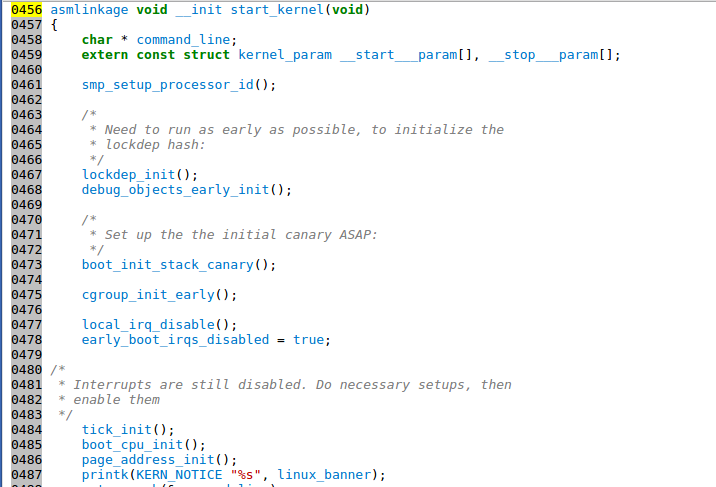 0456 asmlinkage void __init start_kernel(void)
0457 {
0458     char * command_line;
0459     extern const struct kernel_param __start___param[], __stop___param[];
0460
0461     smp_setup_processor_id();
0462
0463     /*
0464      * Need to run as early as possible, to initialize the
0465      * lockdep hash:
0466      */
0467     lockdep_init();
0468     debug_objects_early_init();
0469
0470     /*
0471      * Set up the the initial canary ASAP:
0472      */
0473     boot_init_stack_canary();
0474
0475     cgroup_init_early();
0476
0477     local_irq_disable();
0478     early_boot_irqs_disabled = true;
0479
0480 /*
0481  * Interrupts are still disabled. Do necessary setups, then
0482  * enable them
0483  */
0484     tick_init();
0485     boot_cpu_init();
0486     page_address_init();
0487     printk(KERN_NOTICE "%s", linux_banner);